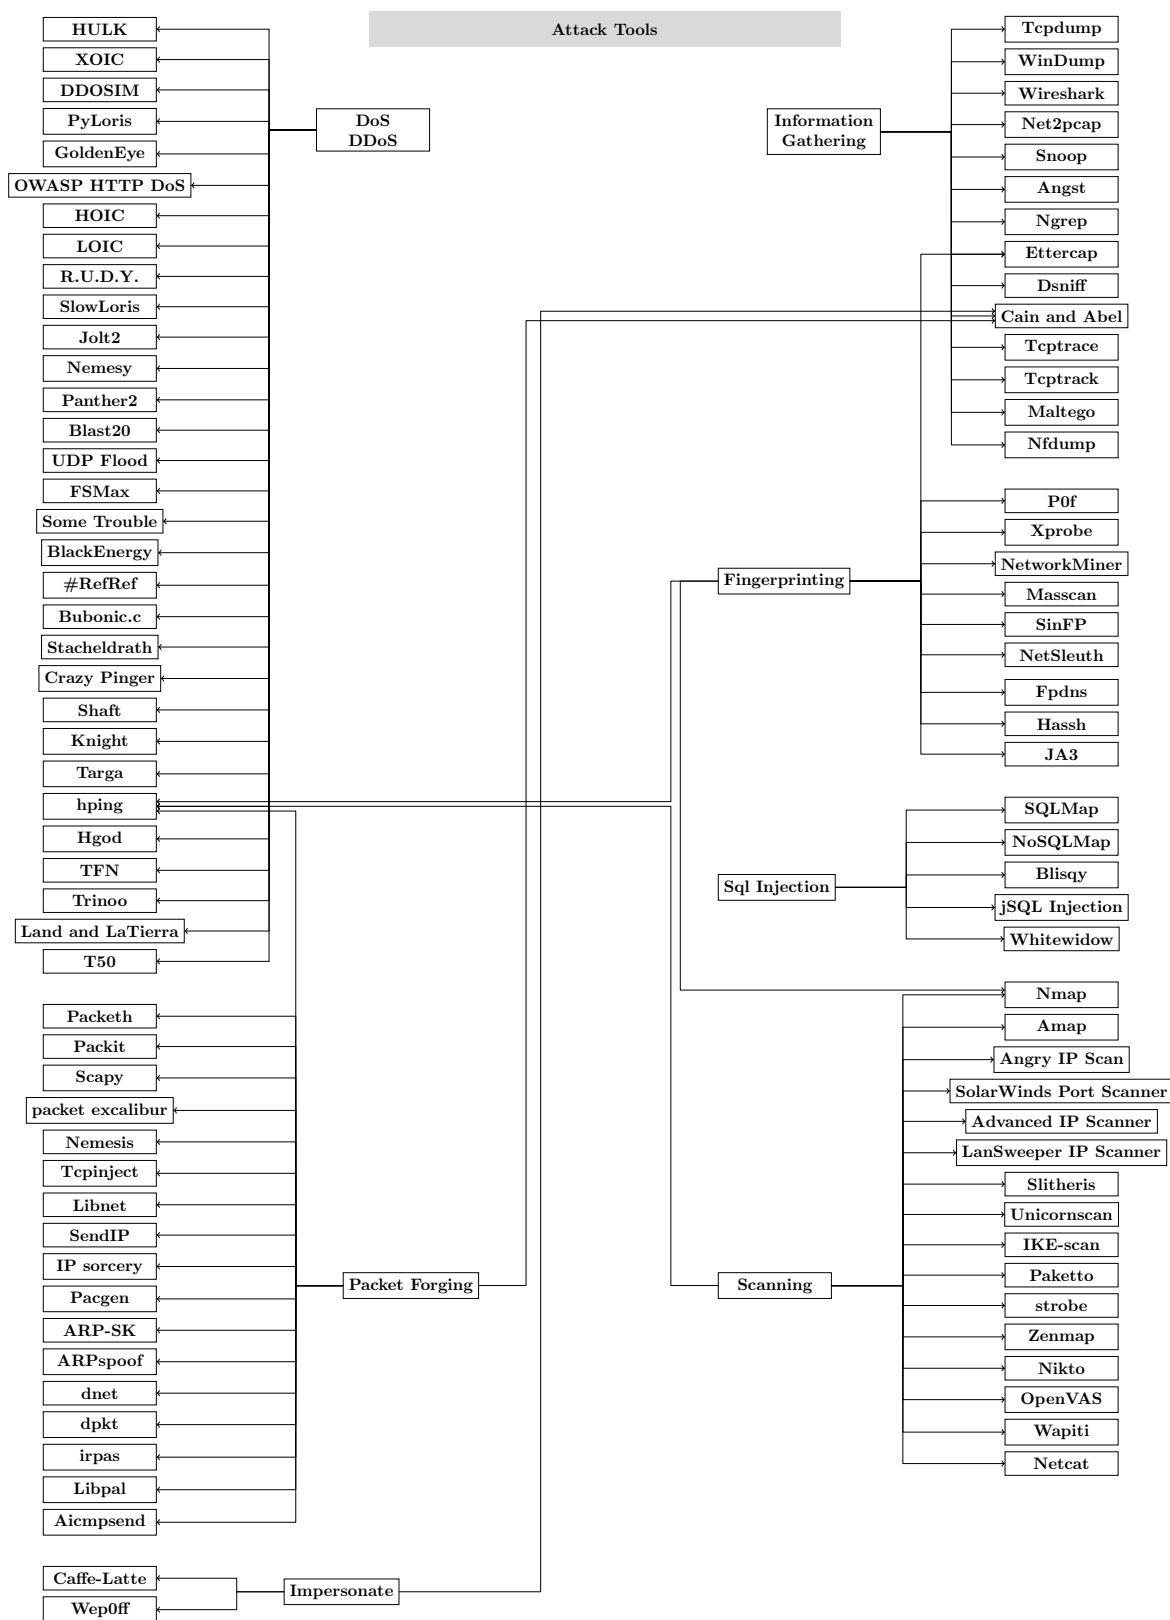 Attack Tools
HULK
XOIC
DDOSIM
PyLoris
GoldenEye
OWASP HTTP DoS
HOIC
LOIC
R.U.D.Y.
SlowLoris
Jolt2
Nemesy
Panther2
Blast20
UDP Flood
FSMax
Some Trouble
BlackEnergy
#RefRef
Bubonic.c
Stacheldrath
Crazy Pinger
Shaft
Knight
Targa
hping
Hgod
TFN
Trinoo
Land and LaTierra
T50
DoS
DDoS
Packeth
Packit
Scapy
packet excalibur
Nemesis
Tcpinject
Libnet
SendIP
IP sorcery
Pacgen
ARP-SK
ARPspoof
dnet
dpkt
irpas
Libpal
Aicmpsend
Packet Forging
Caffe-Latte
Wep0ff
Impersonate
Information
Gathering
Tcpdump
WinDump
Wireshark
Net2pcap
Snoop
Angst
Ngrep
Ettercap
Dsniff
Cain and Abel
Tcptrace
Tcptrack
Maltego
Nfdump
Fingerprinting
P0f
Xprobe
NetworkMiner
Masscan
SinFP
NetSleuth
Fpdns
Hassh
JA3
Sql Injection
SQLMap
NoSQLMap
Blisqy
jSQL Injection
Whitewidow
Scanning
Nmap
Amap
Angry IP Scan
SolarWinds Port Scanner
Advanced IP Scanner
LanSweeper IP Scanner
Slitheris
Unicornscan
IKE-scan
Paketto
strobe
Zenmap
Nikto
OpenVAS
Wapiti
Netcat